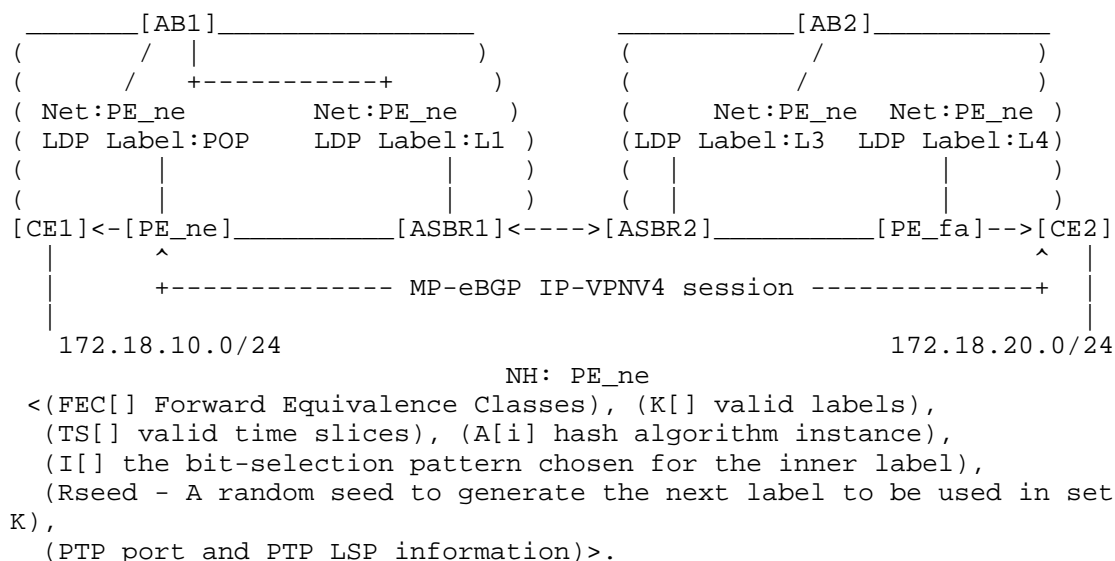 _______[AB1]________________          ___________[AB2]___________
(       /  |                 )        (            /              )
(      /   +-----------+      )       (           /               )
( Net:PE_ne         Net:PE_ne   )     (     Net:PE_ne  Net:PE_ne )
( LDP Label:POP    LDP Label:L1 )     (LDP Label:L3  LDP Label:L4)
(        |                 |     )    (  |                |      )
(        |                 |      )   (  |                |      )
[CE1]<-[PE_ne]__________[ASBR1]<---->[ASBR2]__________[PE_fa]-->[CE2]
  |      ^                                                    ^  |
  |      +-------------- MP-eBGP IP-VPNV4 session --------------+  |
  |                                                              |
   172.18.10.0/24                                     172.18.20.0/24
                              NH: PE_ne
 <(FEC[] Forward Equivalence Classes), (K[] valid labels),
  (TS[] valid time slices), (A[i] hash algorithm instance),
  (I[] the bit-selection pattern chosen for the inner label),
  (Rseed - A random seed to generate the next label to be used in set
K),
  (PTP port and PTP LSP information)>.